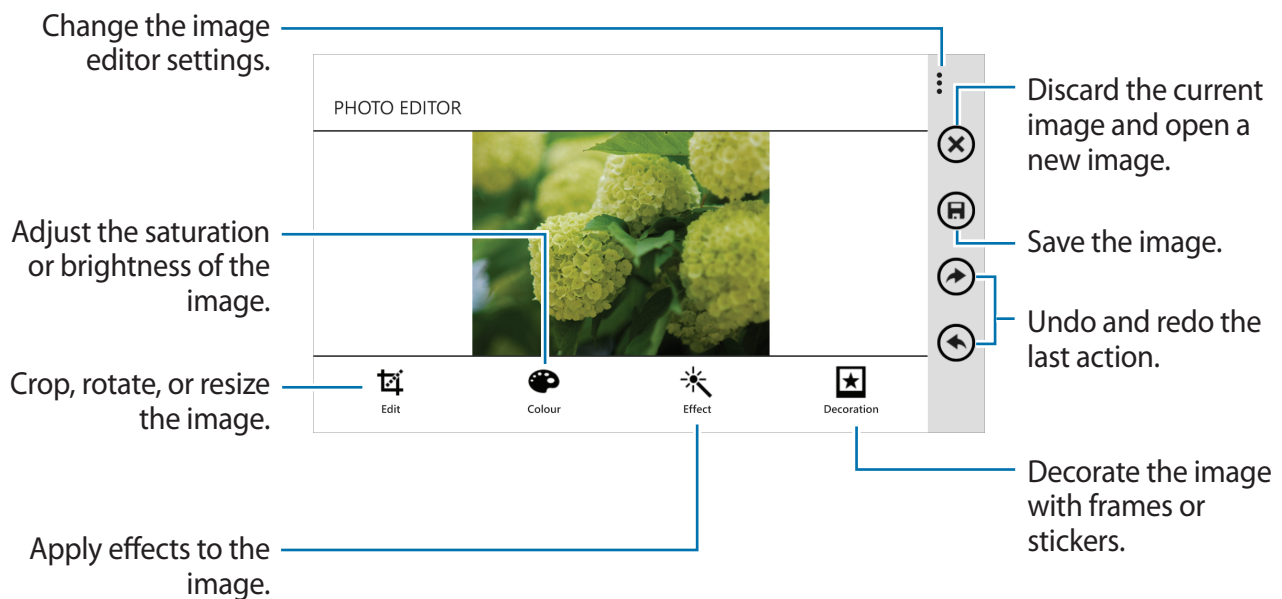 Change the image
editor settings.
PHOTO EDITOR
Discard the current
image and open a
new image.
Adjust the saturation
or brightness of the
image.
Save the image.
Undo and redo the
last action.
Crop, rotate, or resize
the image.
Edit
Colour
Effect
Decoration
Decorate the image
with frames or
stickers.
Apply effects to the
image.